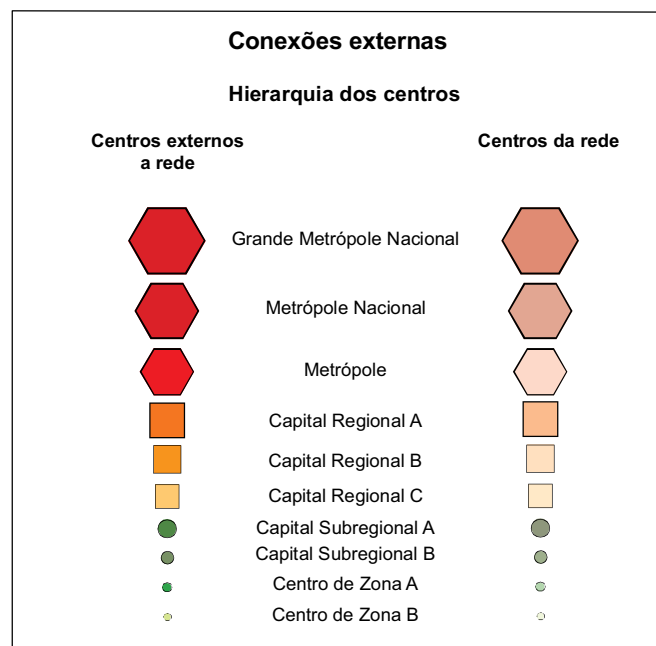 Conexões externas
Hierarquia dos centros
Centros externos
a rede
Centros da rede
Grande Metrópole Nacional
Metrópole Nacional
Metrópole
Capital Regional A
Capital Regional B
Capital Regional C
Capital Subregional A
Capital Subregional B
Centro de Zona A
Centro de Zona B